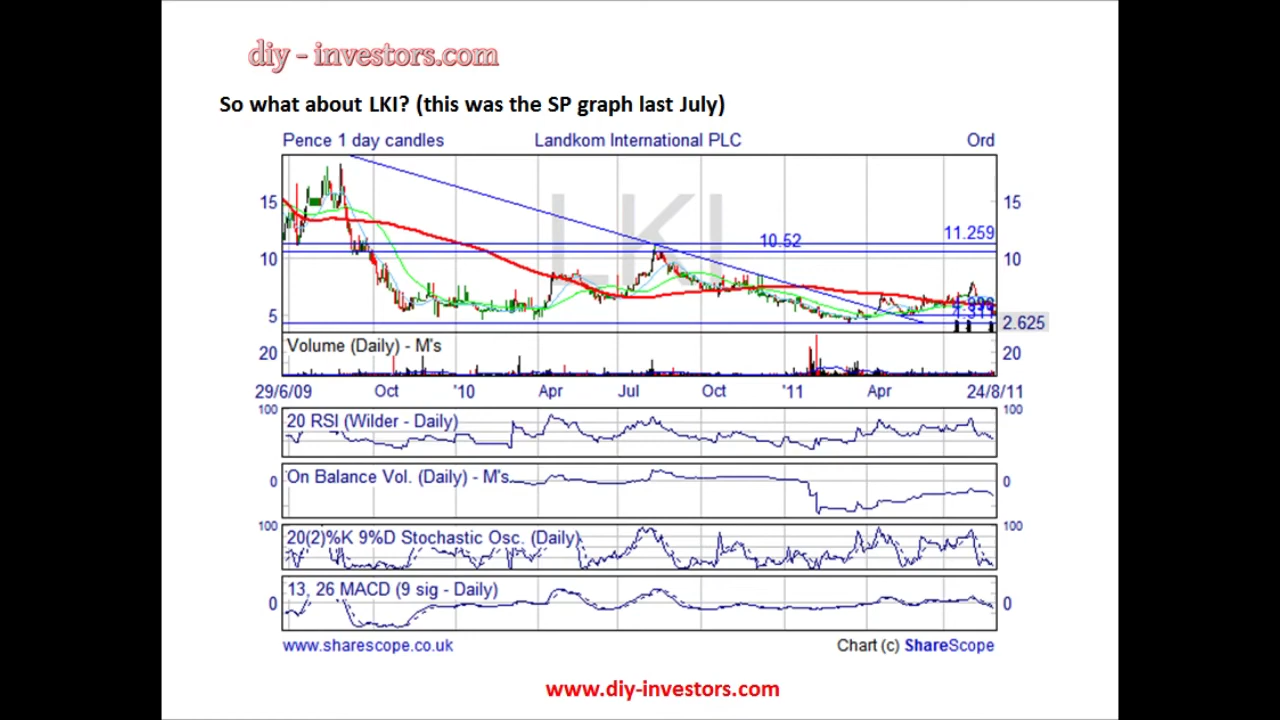 diy - investors.com
So what about LKI? (this was the SP graph last July)
Pence 1 day candles Landkom International PLC Ord
LKI
15 15
11.259
10.52
10 10
5
2.625
Volume (Daily) - M's
20 20
29/6/09 Oct '10 Apr Jul Oct '11 Apr 24/8/11
100 100
20 RSI (Wilder - Daily)
On Balance Vol. (Daily) - M's
0 0
100 100
20(2)%K 9%D Stochastic Osc. (Daily)
13, 26 MACD (9 sig - Daily)
0 0
www.sharescope.co.uk Chart (c) ShareScope
www.diy-investors.com